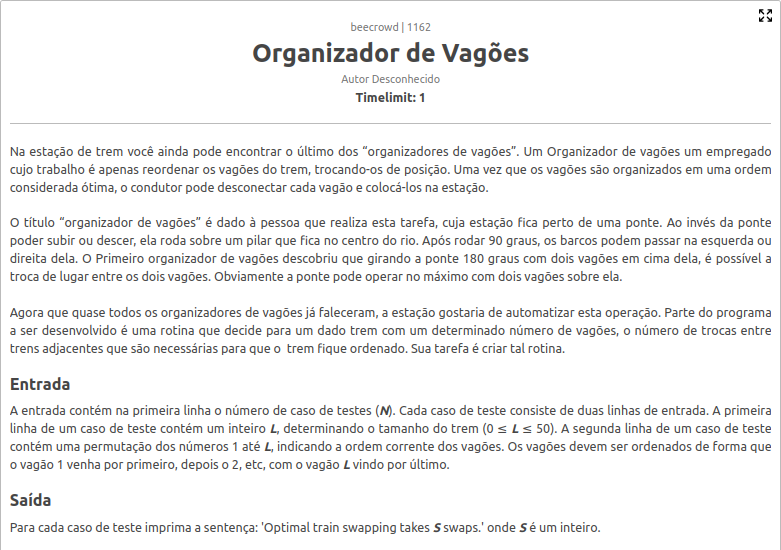 beecrowd | 1162
Organizador de Vagões
Autor Desconhecido
Timelimit: 1
Na estação de trem você ainda pode encontrar o último dos “organizadores de vagões”. Um Organizador de vagões um empregado
cujo trabalho é apenas reordenar os vagões do trem, trocando-os de posição. Uma vez que os vagões são organizados em uma ordem
considerada ótima, o condutor pode desconectar cada vagão e colocá-los na estação.
O título “organizador de vagões” é dado à pessoa que realiza esta tarefa, cuja estação fica perto de uma ponte. Ao invés da ponte
poder subir ou descer, ela roda sobre um pilar que fica no centro do rio. Após rodar 90 graus, os barcos podem passar na esquerda ou
direita dela. O Primeiro organizador de vagões descobriu que girando a ponte 180 graus com dois vagões em cima dela, é possível a
troca de lugar entre os dois vagões. Obviamente a ponte pode operar no máximo com dois vagões sobre ela.
Agora que quase todos os organizadores de vagões já faleceram, a estação gostaria de automatizar esta operação. Parte do programa
a ser desenvolvido é uma rotina que decide para um dado trem com um determinado número de vagões, o número de trocas entre
trens adjacentes que são necessárias para que o trem fique ordenado. Sua tarefa é criar tal rotina.
Entrada
A entrada contém na primeira linha o número de caso de testes (N). Cada caso de teste consiste de duas linhas de entrada. A primeira
linha de um caso de teste contém um inteiro L, determinando o tamanho do trem (0 ≤ L ≤ 50). A segunda linha de um caso de teste
contém uma permutação dos números 1 até L, indicando a ordem corrente dos vagões. Os vagões devem ser ordenados de forma que
o vagão 1 venha por primeiro, depois o 2, etc, com o vagão L vindo por último.
Saída
Para cada caso de teste imprima a sentença: 'Optimal train swapping takes S swaps.' onde S é um inteiro.